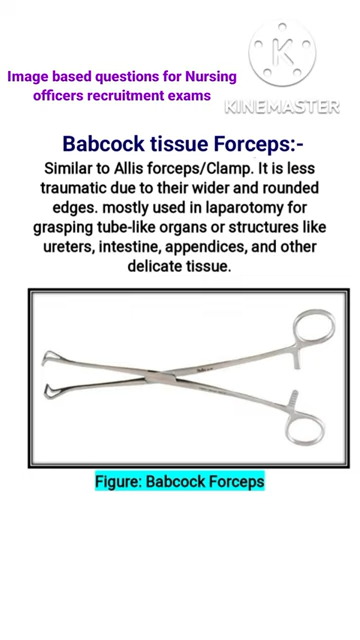 Image based questions for Nursing
officers recruitment exams
K
KINEMASTER
Babcock tissue Forceps:-
Similar to Allis forceps/Clamp. It is less
traumatic due to their wider and rounded
edges. mostly used in laparotomy for
grasping tube-like organs or structures like
ureters, intestine, appendices, and other
delicate tissue.
Figure: Babcock Forceps